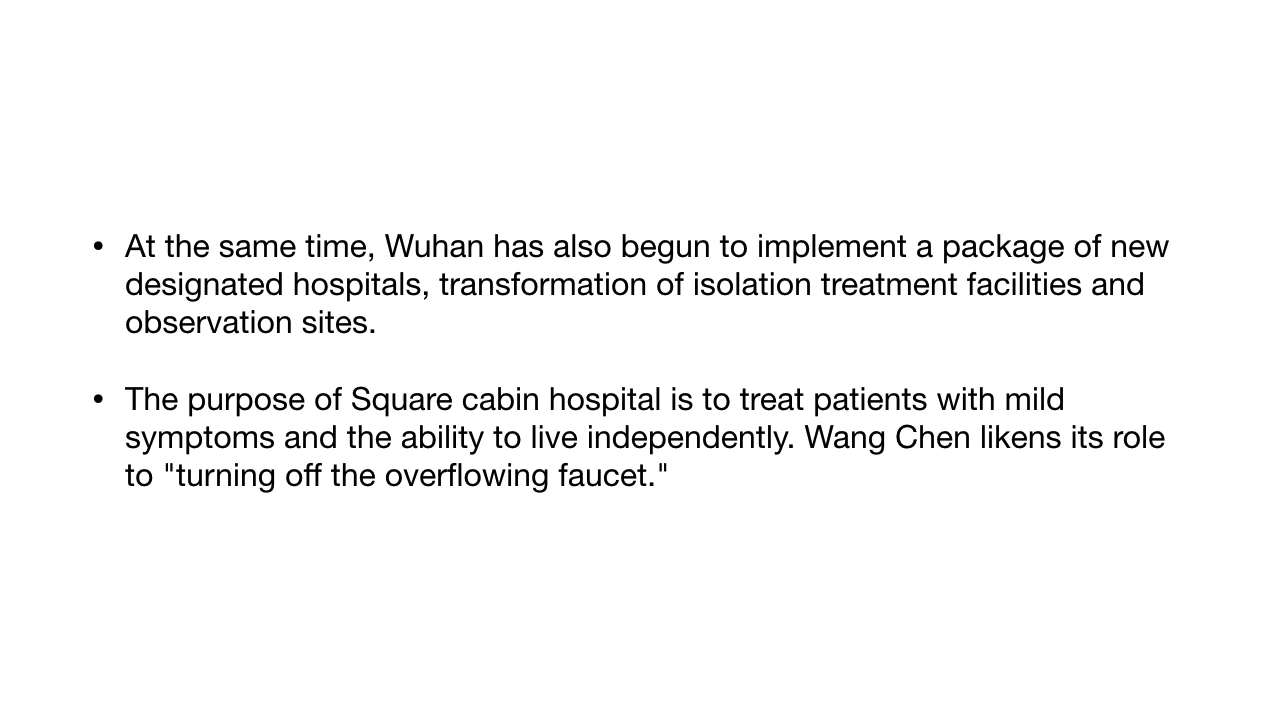 • At the same time, Wuhan has also begun to implement a package of new
designated hospitals, transformation of isolation treatment facilities and
observation sites.
• The purpose of Square cabin hospital is to treat patients with mild
symptoms and the ability to live independently. Wang Chen likens its role
to "turning off the overflowing faucet."